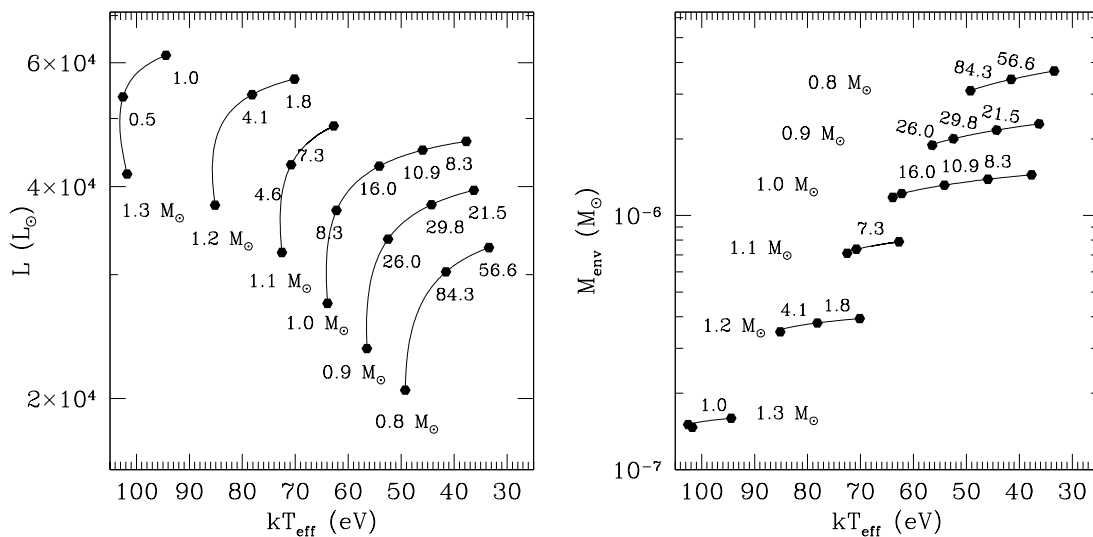 6×10⁴
4×10⁴
2×10⁴
L (L⊙)
1.0
0.5
1.3 M⊙
1.8
4.1
1.2 M⊙
7.3
4.6
1.1 M⊙
8.3
10.9
16.0
8.3
1.0 M⊙
21.5
29.8
26.0
0.9 M⊙
56.6
84.3
0.8 M⊙
100 90 80 70 60 50 40 30
kT_eff (eV)
10⁻⁶
10⁻⁷
M_env (M⊙)
0.8 M⊙ 84.3 56.6
0.9 M⊙ 26.0 29.8 21.5
1.0 M⊙ 16.0 10.9 8.3
1.1 M⊙ 7.3
1.2 M⊙ 4.1 1.8
1.0 1.3 M⊙
100 90 80 70 60 50 40 30
kT_eff (eV)